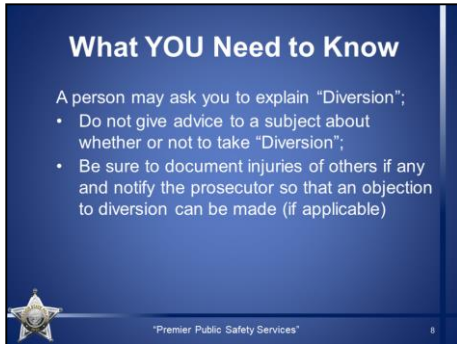 What YOU Need to Know
A person may ask you to explain “Diversion”;
• Do not give advice to a subject about
whether or not to take “Diversion”;
• Be sure to document injuries of others if any
and notify the prosecutor so that an objection
to diversion can be made (if applicable)
“Premier Public Safety Services”
8